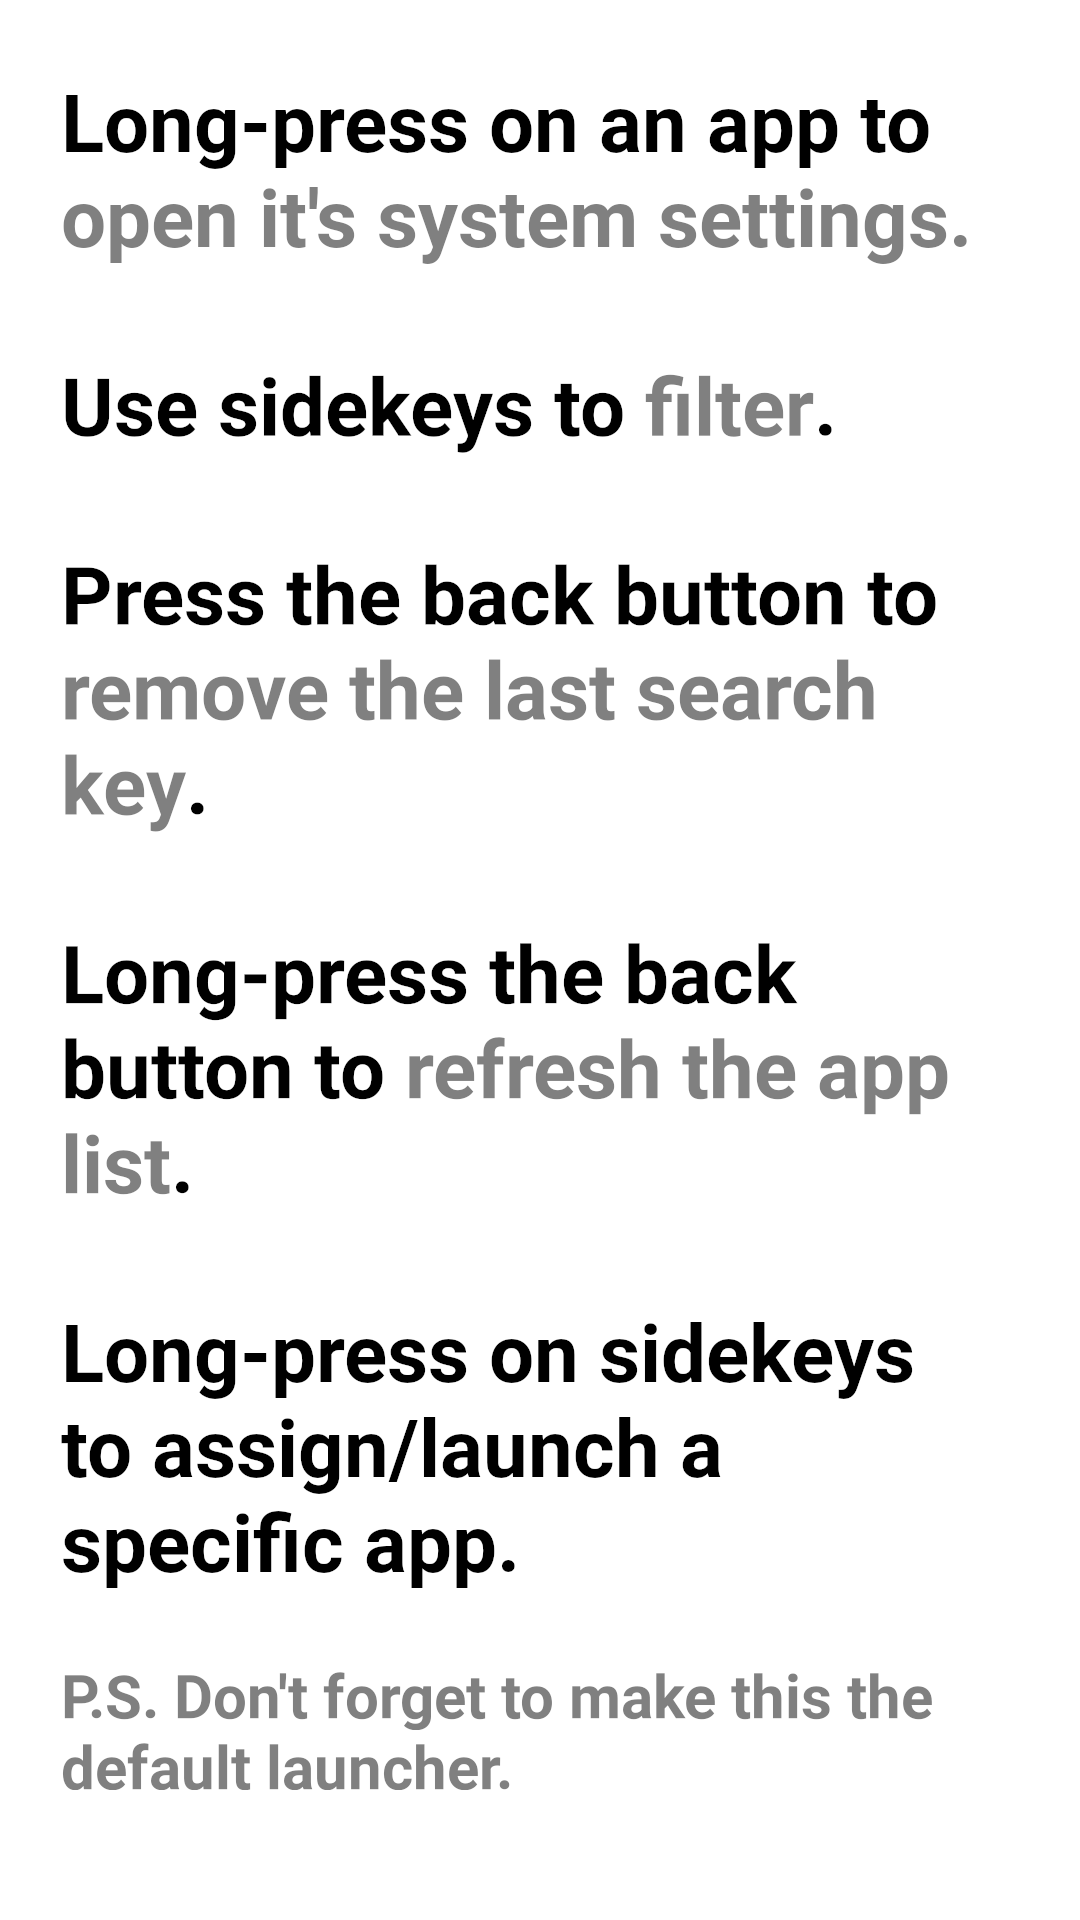 Long-press on an app to
open it's system settings.
Use sidekeys to filter.
Press the back button to
remove the last search
key.
Long-press the back
button to refresh the app
list.
Long-press on sidekeys
to assign/launch a
specific app.
P.S. Don't forget to make this the
default launcher.